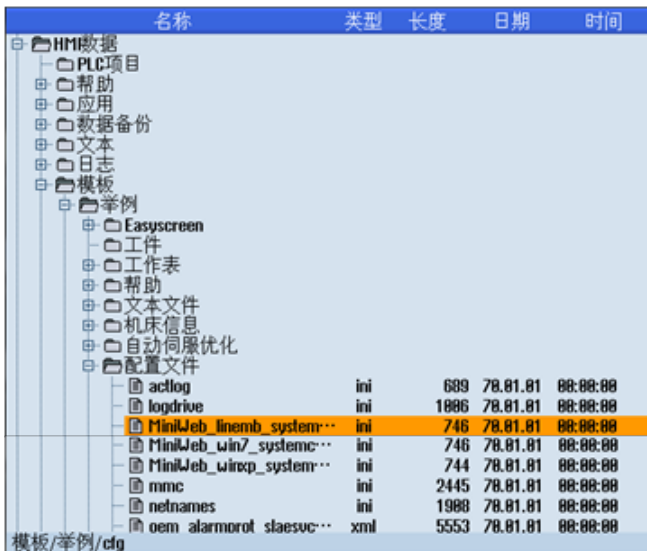 名称 类型 长度 日期 时间
HMI数据
PLC项目
帮助
应用
数据备份
文本
日志
模板
举例
Easyscreen
工件
工作表
帮助
文本文件
机床信息
自动伺服优化
配置文件
actlog ini 689 70.01.01 00:00:00
logdrive ini 1006 70.01.01 00:00:00
MiniWeb_linemb_system··· ini 746 70.01.01 00:00:00
MiniWeb_win7_systemc··· ini 746 70.01.01 00:00:00
MiniWeb_winxp_system··· ini 744 70.01.01 00:00:00
mmc ini 2445 70.01.01 00:00:00
netnames ini 1908 70.01.01 00:00:00
oem_alarmprot_slaesvc··· xml 5553 70.01.01 00:00:00
模板/举例/cfg